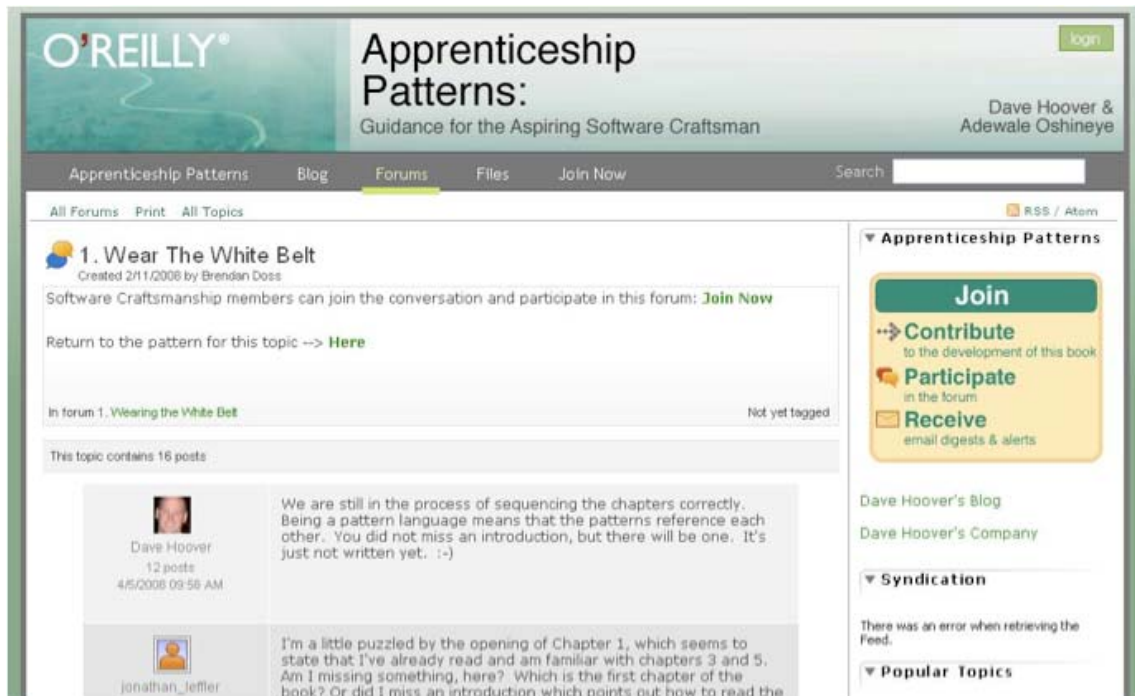 O'REILLY®
Apprenticeship
Patterns:
Guidance for the Aspiring Software Craftsman
login
Dave Hoover &
Adewale Oshineye
Apprenticeship Patterns Blog Forums Files Join Now Search
All Forums Print All Topics RSS / Atom
1. Wear The White Belt
Created 2/11/2008 by Brendan Doss
Software Craftsmanship members can join the conversation and participate in this forum: Join Now
Return to the pattern for this topic --> Here
In forum 1. Wearing the White Belt Not yet tagged
This topic contains 16 posts
Dave Hoover
12 posts
4/5/2008 09:56 AM
We are still in the process of sequencing the chapters correctly.
Being a pattern language means that the patterns reference each
other. You did not miss an introduction, but there will be one. It's
just not written yet. :-)
jonathan_leffler
I'm a little puzzled by the opening of Chapter 1, which seems to
state that I've already read and am familiar with chapters 3 and 5.
Am I missing something, here? Which is the first chapter of the
book? Or did I miss an introduction which points out how to read the
Apprenticeship Patterns
Join
Contribute
to the development of this book
Participate
in the forum
Receive
email digests & alerts
Dave Hoover's Blog
Dave Hoover's Company
Syndication
There was an error when retrieving the
Feed.
Popular Topics